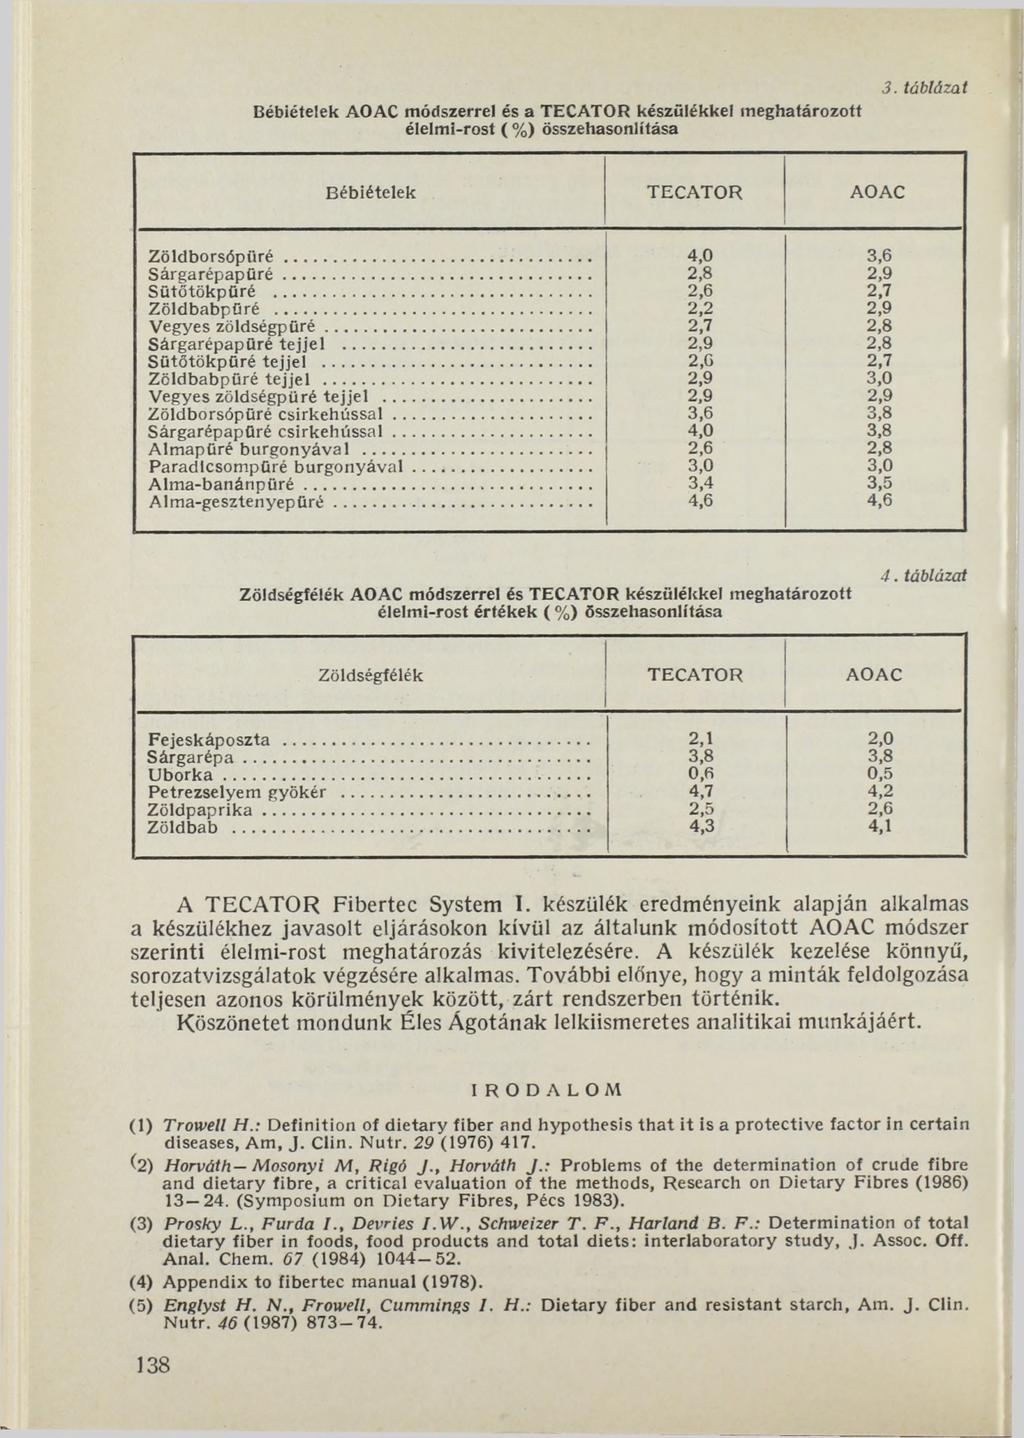 3. táblázat
Bébiételek AOAC módszerrel és a TECATOR készülékkel meghatározott
élelmi-rost (%) összehasonlítása
Bébiételek TECATOR AOAC
Zöldborsópüré 4,0 3,6
Sárgarépapüré 2,8 2,9
Sütőtökpüré 2,6 2,7
Zöldbabpüré 2,2 2,9
Vegyes zöldségpüré 2,7 2,8
Sárgarépapüré tejjel 2,9 2,8
Sütőtökpüré tejjel 2,6 2,7
Zöldbabpüré tejjel 2,9 3,0
Vegyes zöldségpüré tejjel 2,9 2,9
Zöldborsópüré csirkehússal 3,6 3,8
Sárgarépapüré csirkehússal 4,0 3,8
Almapüré burgonyával 2,6 2,8
Paradicsompüré burgonyával 3,0 3,0
Alma-banánpüré 3,4 3,5
Alma-gesztenyepüré 4,6 4,6
4. táblázat
Zöldségfélék AOAC módszerrel és TECATOR készülékkel meghatározott
élelmi-rost értékek (%) összehasonlítása
Zöldségfélék TECATOR AOAC
Fejeskáposzta 2,1 2,0
Sárgarépa 3,8 3,8
Uborka 0,6 0,5
Petrezselyem gyökér 4,7 4,2
Zöldpaprika 2,5 2,6
Zöldbab 4,3 4,1
A TECATOR Fibertec System I. készülék eredményeink alapján alkalmas
a készülékhez javasolt eljárásokon kívül az általunk módosított AOAC módszer
szerinti élelmi-rost meghatározás kivitelezésére. A készülék kezelése könnyű,
sorozatvizsgálatok végzésére alkalmas. További előnye, hogy a minták feldolgozása
teljesen azonos körülmények között, zárt rendszerben történik.
Köszönetet mondunk Éles Ágotának lelkiismeretes analitikai munkájáért.
IRODALOM
(1) Trowell H.: Definition of dietary fiber and hypothesis that it is a protective factor in certain
diseases, Am, J. Clin. Nutr. 29 (1976) 417.
(2) Horváth—Mosonyi M, Rigó J., Horváth J.: Problems of the determination of crude fibre
and dietary fibre, a critical evaluation of the methods, Research on Dietary Fibres (1986)
13—24. (Symposium on Dietary Fibres, Pécs 1983).
(3) Prosky L., Furda I., Devries I.W., Schweizer T. F., Harland B. F.: Determination of total
dietary fiber in foods, food products and total diets: interlaboratory study, J. Assoc. Off.
Anal. Chem. 67 (1984) 1044—52.
(4) Appendix to fibertec manual (1978).
(5) Englyst H. N., Frowell, Cummings I. H.: Dietary fiber and resistant starch, Am. J. Clin.
Nutr. 46 (1987) 873—74.
138